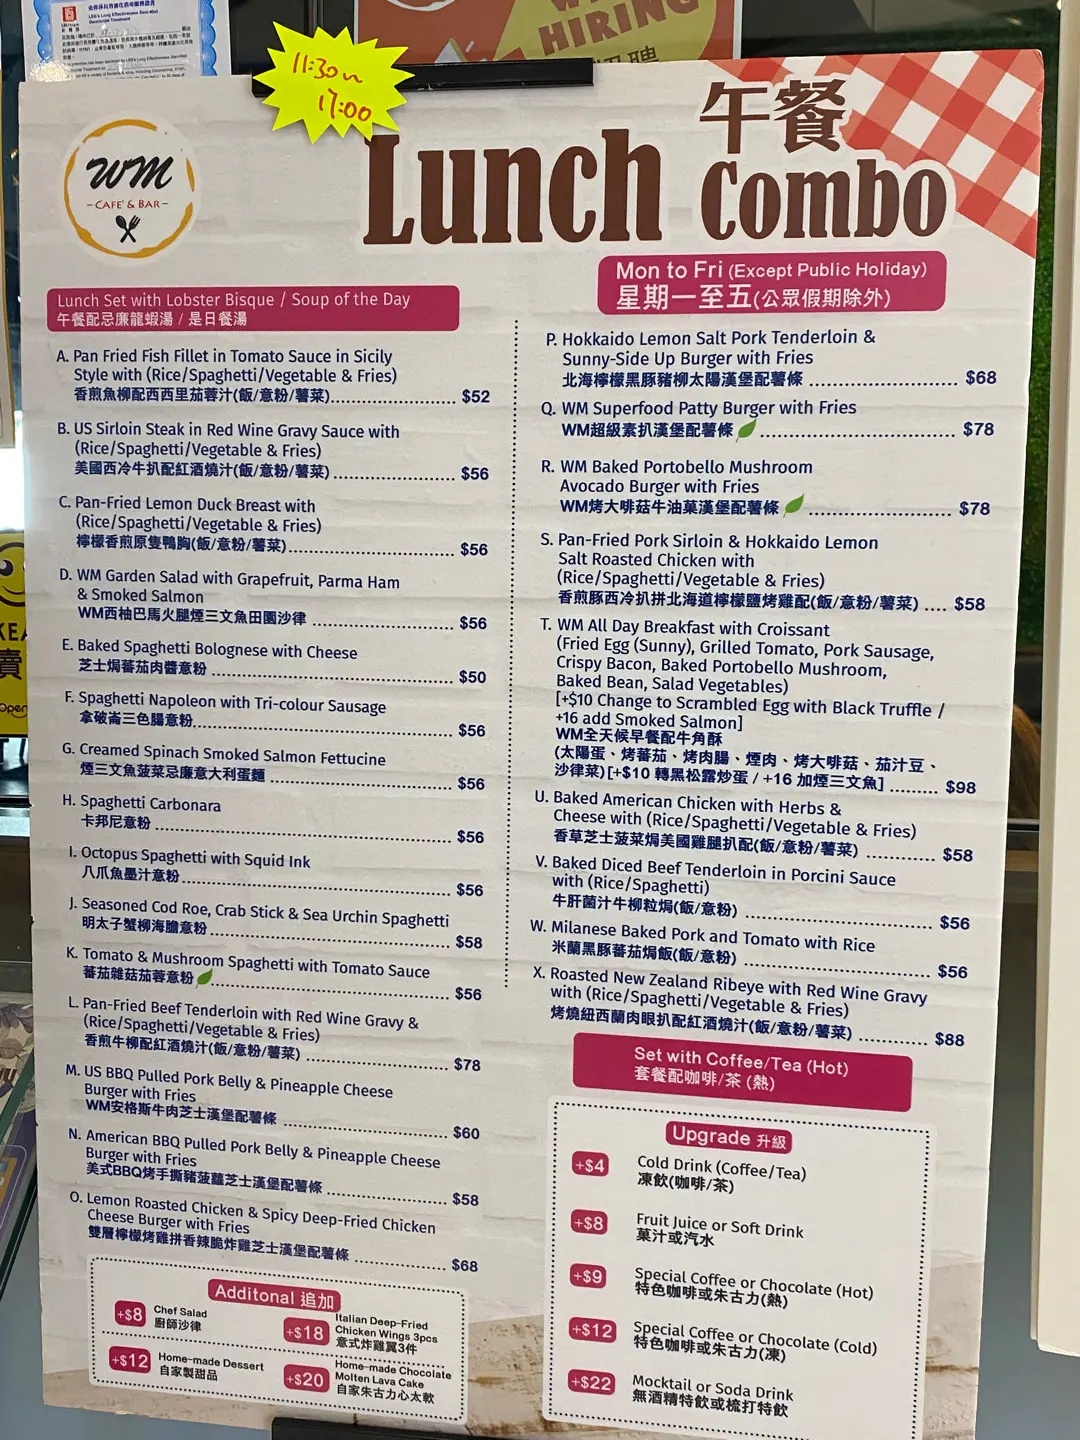 HIRING
11:30~
17:00
WM
- CAFE' & BAR -
午餐
Lunch Combo
Mon to Fri (Except Public Holiday)
星期一至五(公眾假期除外)
Lunch Set with Lobster Bisque / Soup of the Day
午餐配忌廉龍蝦湯 / 是日餐湯
A. Pan Fried Fish Fillet in Tomato Sauce in Sicily
Style with (Rice/Spaghetti/Vegetable & Fries)
香煎魚柳配西西里茄蓉汁(飯/意粉/薯菜) $52
B. US Sirloin Steak in Red Wine Gravy Sauce with
(Rice/Spaghetti/Vegetable & Fries)
美國西冷牛扒配紅酒燒汁(飯/意粉/薯菜) $56
C. Pan-Fried Lemon Duck Breast with
(Rice/Spaghetti/Vegetable & Fries)
檸檬香煎原隻鴨胸(飯/意粉/薯菜) $56
D. WM Garden Salad with Grapefruit, Parma Ham
& Smoked Salmon
WM西柚巴馬火腿煙三文魚田園沙律 $56
E. Baked Spaghetti Bolognese with Cheese
芝士焗蕃茄肉醬意粉 $50
F. Spaghetti Napoleon with Tri-colour Sausage
拿破崙三色腸意粉 $56
G. Creamed Spinach Smoked Salmon Fettucine
煙三文魚菠菜忌廉意大利蛋麵 $56
H. Spaghetti Carbonara
卡邦尼意粉 $56
I. Octopus Spaghetti with Squid Ink
八爪魚墨汁意粉 $56
J. Seasoned Cod Roe, Crab Stick & Sea Urchin Spaghetti
明太子蟹柳海膽意粉 $58
K. Tomato & Mushroom Spaghetti with Tomato Sauce
蕃茄雜菇茄蓉意粉 $56
L. Pan-Fried Beef Tenderloin with Red Wine Gravy &
(Rice/Spaghetti/Vegetable & Fries)
香煎牛柳配紅酒燒汁(飯/意粉/薯菜) $78
M. US BBQ Pulled Pork Belly & Pineapple Cheese
Burger with Fries
WM安格斯牛肉芝士漢堡配薯條 $60
N. American BBQ Pulled Pork Belly & Pineapple Cheese
Burger with Fries
美式BBQ烤手撕豬菠蘿芝士漢堡配薯條 $58
O. Lemon Roasted Chicken & Spicy Deep-Fried Chicken
Cheese Burger with Fries
雙層檸檬烤雞拼香辣脆炸雞芝士漢堡配薯條 $68
P. Hokkaido Lemon Salt Pork Tenderloin &
Sunny-Side Up Burger with Fries
北海檸檬黑豚豬柳太陽漢堡配薯條 $68
Q. WM Superfood Patty Burger with Fries
WM超級素扒漢堡配薯條 $78
R. WM Baked Portobello Mushroom
Avocado Burger with Fries
WM烤大啡菇牛油菓漢堡配薯條 $78
S. Pan-Fried Pork Sirloin & Hokkaido Lemon
Salt Roasted Chicken with
(Rice/Spaghetti/Vegetable & Fries)
香煎豚西冷扒拼北海道檸檬鹽烤雞配(飯/意粉/薯菜) $58
T. WM All Day Breakfast with Croissant
(Fried Egg (Sunny), Grilled Tomato, Pork Sausage,
Crispy Bacon, Baked Portobello Mushroom,
Baked Bean, Salad Vegetables)
[+$10 Change to Scrambled Egg with Black Truffle /
+16 add Smoked Salmon]
WM全天候早餐配牛角酥
(太陽蛋、烤蕃茄、烤肉腸、煙肉、烤大啡菇、茄汁豆、
沙律菜) [+$10 轉黑松露炒蛋 / +16 加煙三文魚] $98
U. Baked American Chicken with Herbs &
Cheese with (Rice/Spaghetti/Vegetable & Fries)
香草芝士菠菜焗美國雞腿扒配(飯/意粉/薯菜) $58
V. Baked Diced Beef Tenderloin in Porcini Sauce
with (Rice/Spaghetti)
牛肝菌汁牛柳粒焗(飯/意粉) $56
W. Milanese Baked Pork and Tomato with Rice
米蘭黑豚蕃茄焗飯(飯/意粉) $56
X. Roasted New Zealand Ribeye with Red Wine Gravy
with (Rice/Spaghetti/Vegetable & Fries)
烤燒紐西蘭肉眼扒配紅酒燒汁(飯/意粉/薯菜) $88
Set with Coffee/Tea (Hot)
套餐配咖啡/茶 (熱)
Upgrade 升級
+$4 Cold Drink (Coffee/Tea)
凍飲(咖啡/茶)
+$8 Fruit Juice or Soft Drink
菓汁或汽水
+$9 Special Coffee or Chocolate (Hot)
特色咖啡或朱古力(熱)
+$12 Special Coffee or Chocolate (Cold)
特色咖啡或朱古力(凍)
+$22 Mocktail or Soda Drink
無酒精特飲或梳打特飲
Additonal 追加
+$8 Chef Salad
廚師沙律
+$18 Italian Deep-Fried
Chicken Wings 3pcs
意式炸雞翼3件
+$12 Home-made Dessert
自家製甜品
+$20 Home-made Chocolate
Molten Lava Cake
自家朱古力心太軟